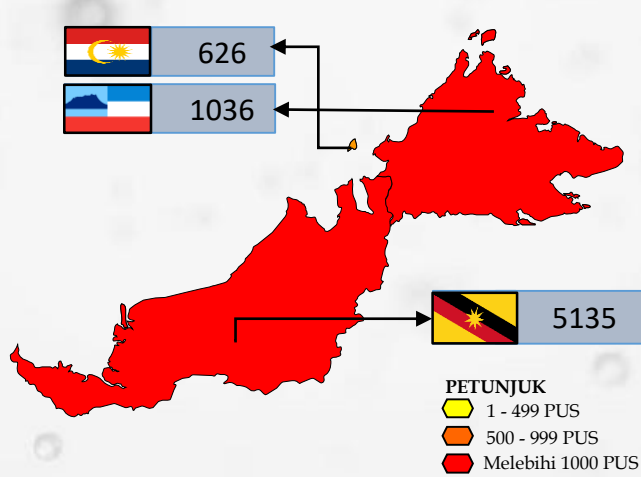 626
1036
5135
PETUNJUK
1 - 499 PUS
500 - 999 PUS
Melebihi 1000 PUS